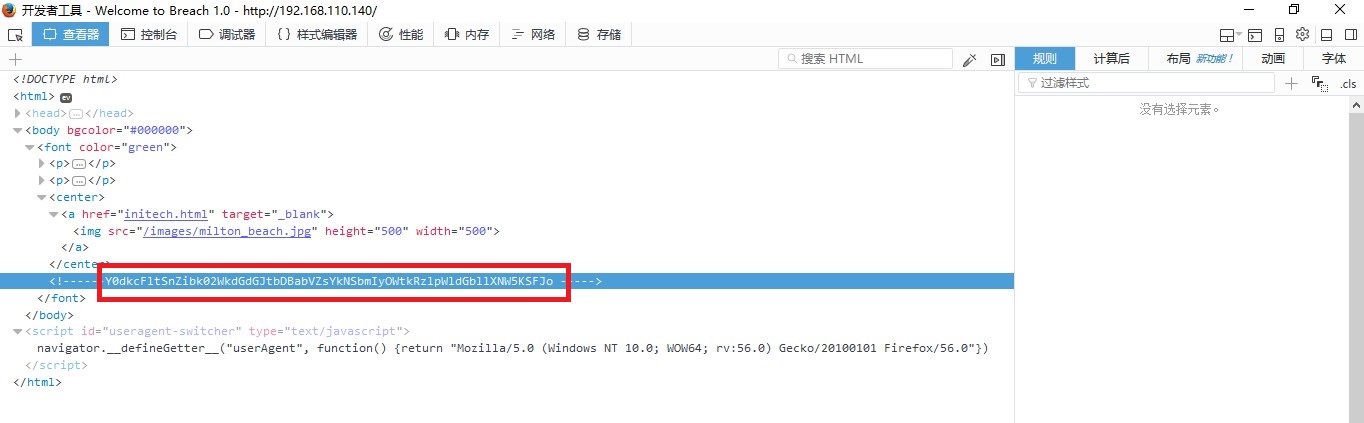 开发者工具 - Welcome to Breach 1.0 - http://192.168.110.140/
查看器 控制台 调试器 { } 样式编辑器 性能 内存 网络 存储
+ 搜索 HTML 规则 计算后 布局 新功能! 动画 字体
过滤样式 + .cls
没有选择元素。
<!DOCTYPE html>
<html> ev
<head>…</head>
<body bgcolor="#000000">
<font color="green">
<p>…</p>
<p>…</p>
<center>
<a href="initech.html" target="_blank">
<img src="/images/milton_beach.jpg" height="500" width="500">
</a>
</center>
<!------Y0dkcFltSnZibk02WkdGdGJtbDBabVZsYkNSbmIyOWtkRzlpWldGbllXNW5KSFJo ----->
</font>
</body>
<script id="useragent-switcher" type="text/javascript">
navigator.__defineGetter__("userAgent", function() {return "Mozilla/5.0 (Windows NT 10.0; WOW64; rv:56.0) Gecko/20100101 Firefox/56.0"})
</script>
</html>